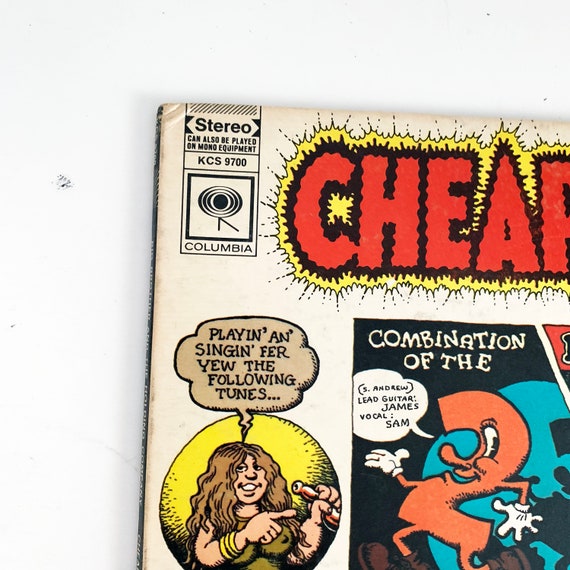 Stereo
CAN ALSO BE PLAYED
ON MONO EQUIPMENT
KCS 9700
COLUMBIA
CHEAP
PLAYIN' AN'
SINGIN' FER
YEW THE
FOLLOWING
TUNES...
COMBINATION
OF THE
(S. ANDREW)
LEAD GUITAR:
JAMES
VOCAL:
SAM